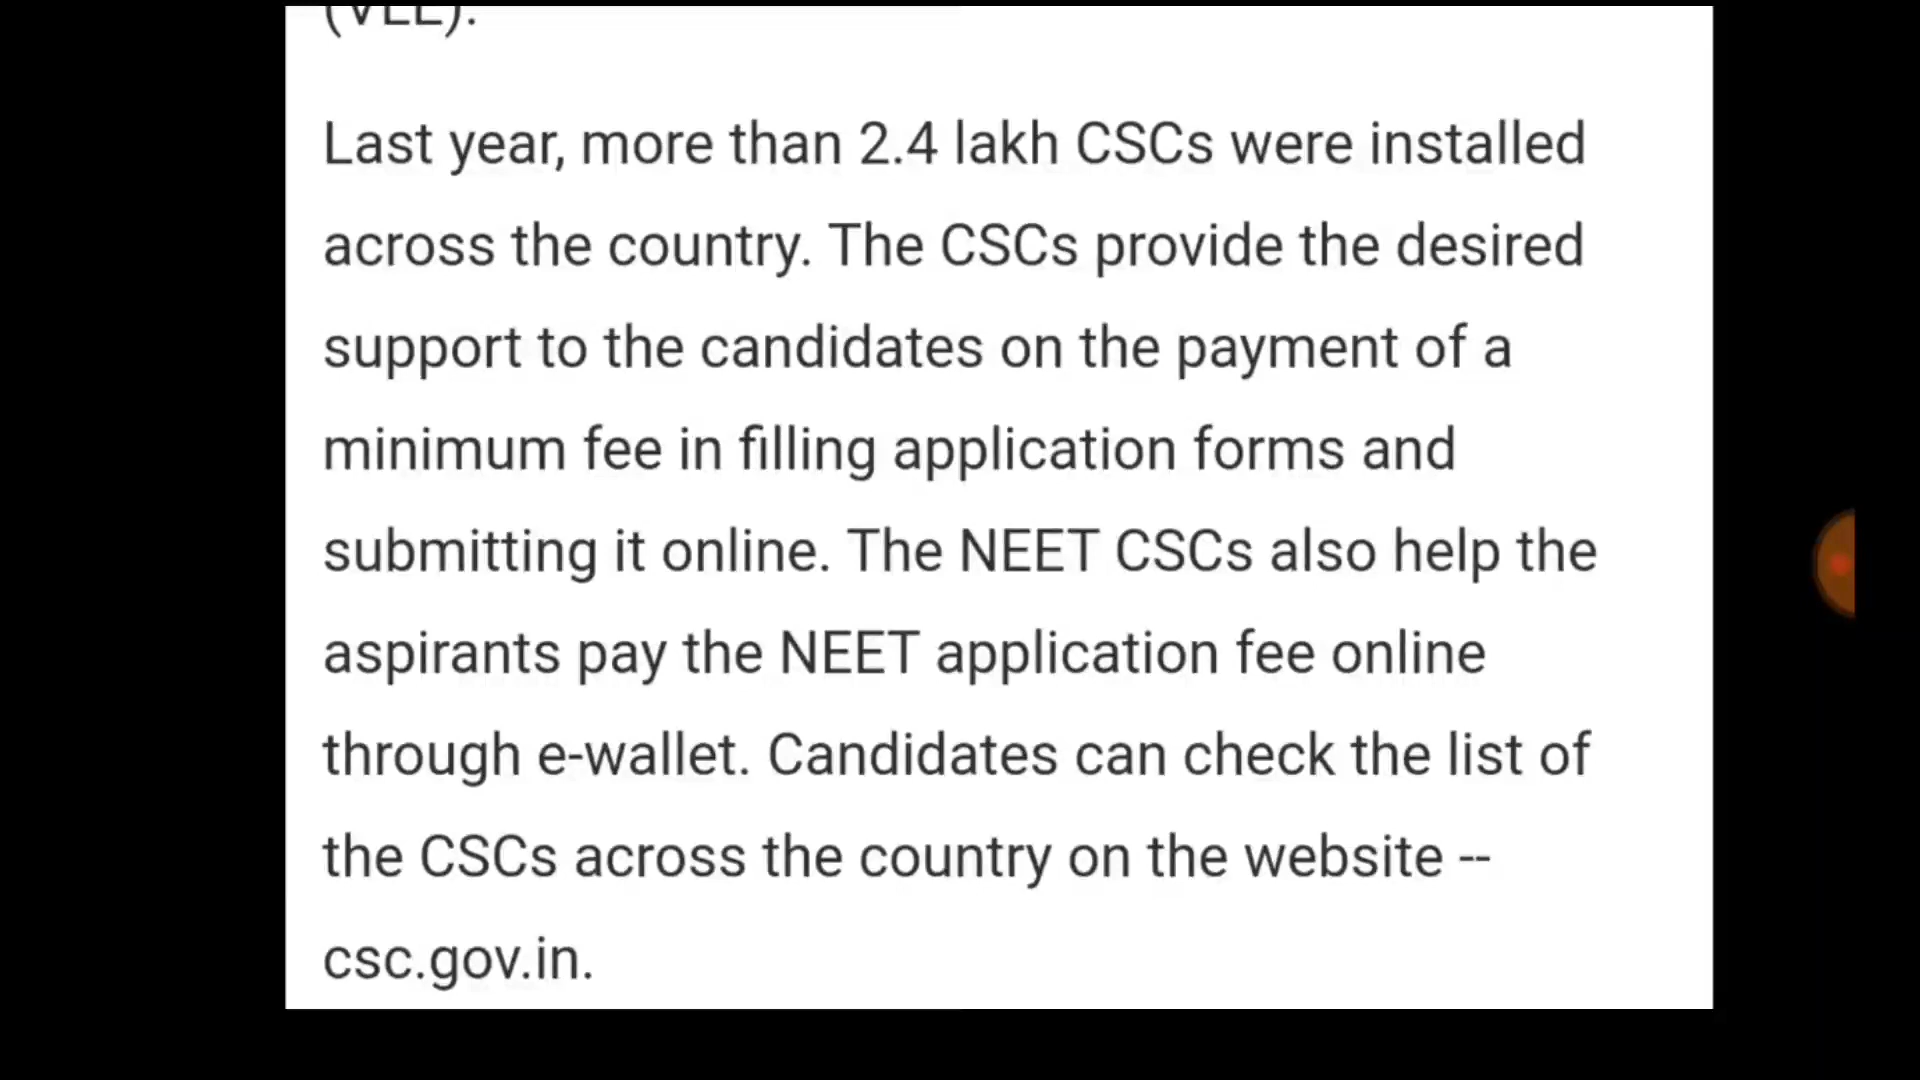 (VLE).
Last year, more than 2.4 lakh CSCs were installed
across the country. The CSCs provide the desired
support to the candidates on the payment of a
minimum fee in filling application forms and
submitting it online. The NEET CSCs also help the
aspirants pay the NEET application fee online
through e-wallet. Candidates can check the list of
the CSCs across the country on the website --
csc.gov.in.